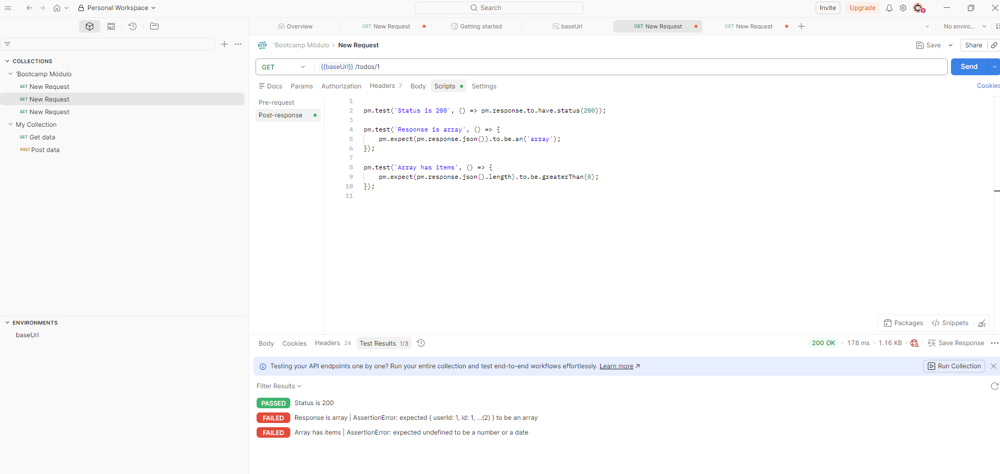 Personal Workspace
Search
Invite
Upgrade
Overview
GET New Request
Getting started
baseUrl
GET New Request
GET New Request
No enviro...
'Bootcamp Módulo > New Request
Save
Share
GET
{{baseUrl}} /todos/1
Send
Docs
Params
Authorization
Headers 7
Body
Scripts
Settings
Cookies
COLLECTIONS
'Bootcamp Módulo
GET New Request
GET New Request
GET New Request
My Collection
GET Get data
POST Post data
ENVIRONMENTS
baseUrl
Pre-request
Post-response
1
2 pm.test('Status is 200', () => pm.response.to.have.status(200));
3
4 pm.test('Response is array', () => {
5 pm.expect(pm.response.json()).to.be.an('array');
6 });
7
8 pm.test('Array has items', () => {
9 pm.expect(pm.response.json().length).to.be.greaterThan(0);
10 });
11
Packages
Snippets
Body
Cookies
Headers 24
Test Results 1/3
200 OK
178 ms
1.16 KB
e.g. Save Response
Testing your API endpoints one by one? Run your entire collection and test end-to-end workflows effortlessly. Learn more
Run Collection
Filter Results
PASSED Status is 200
FAILED Response is array | AssertionError: expected { userId: 1, id: 1, …(2) } to be an array
FAILED Array has items | AssertionError: expected undefined to be a number or a date